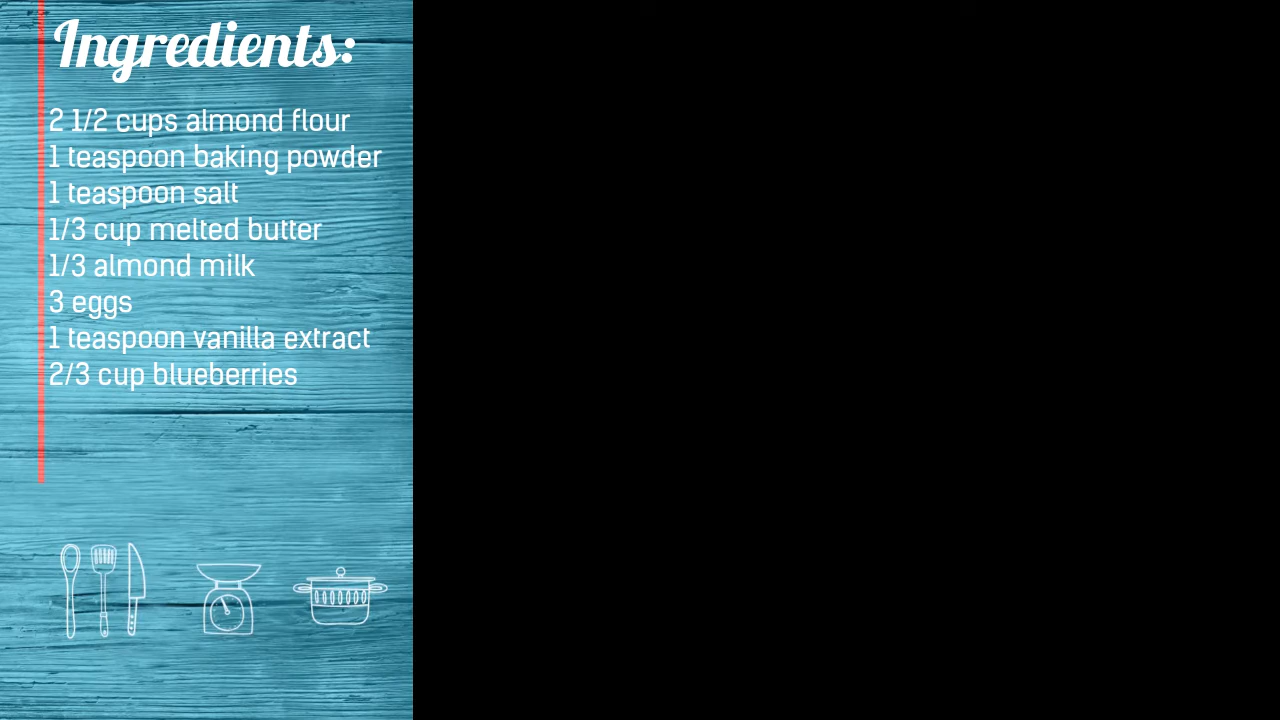 Ingredients:
2 1/2 cups almond flour
1 teaspoon baking powder
1 teaspoon salt
1/3 cup melted butter
1/3 almond milk
3 eggs
1 teaspoon vanilla extract
2/3 cup blueberries